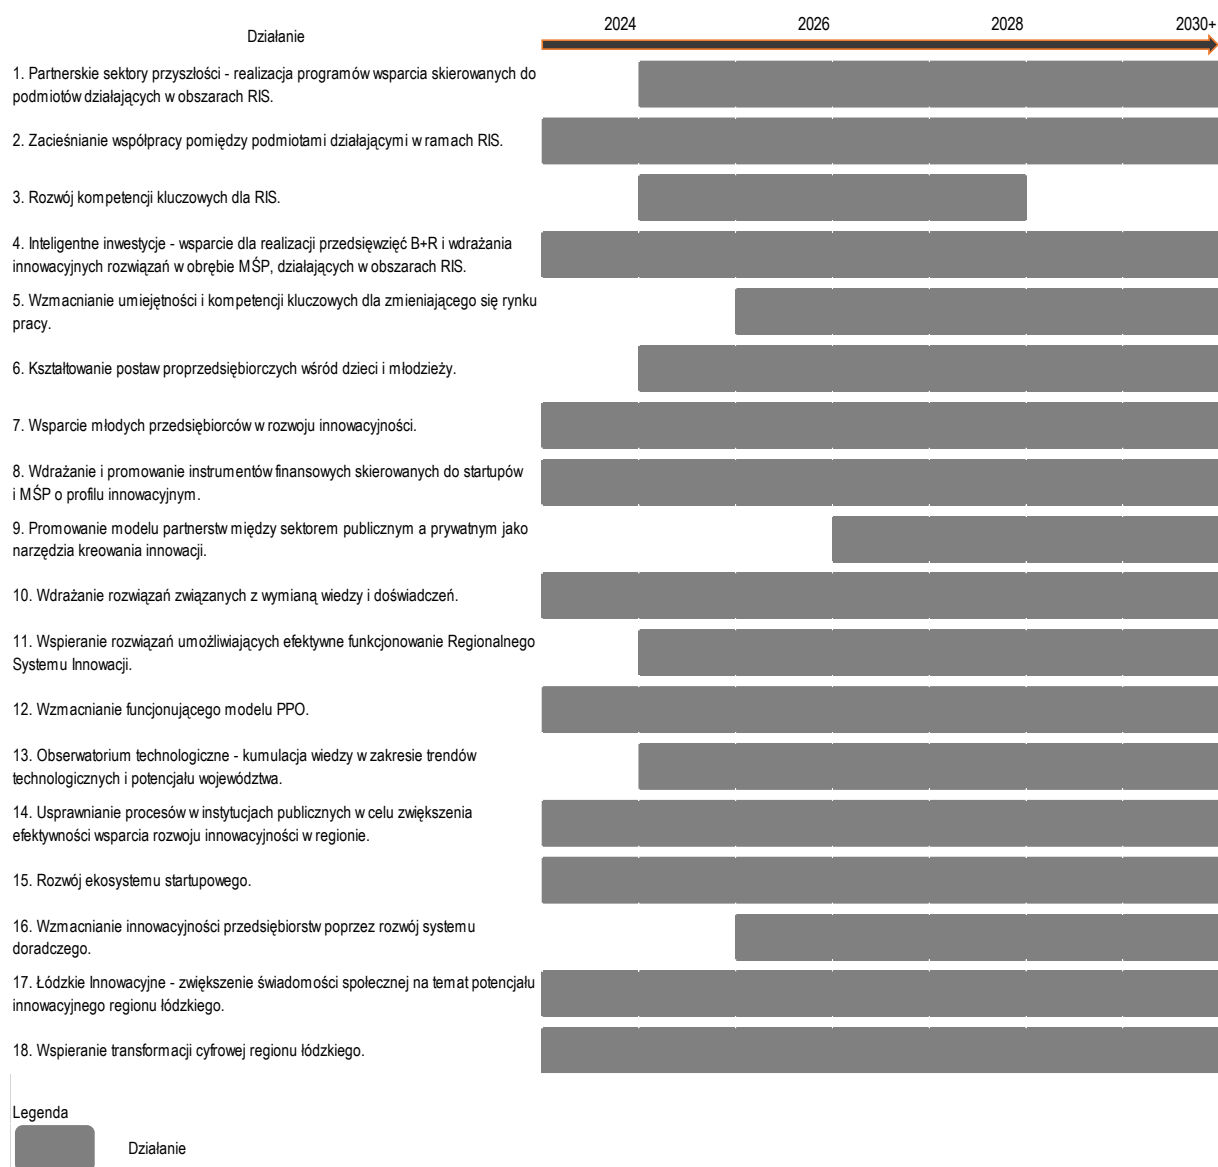 Działanie
2024 2026 2028 2030+
1. Partnerskie sektory przyszłości - realizacja programów wsparcia skierowanych do
podmiotów działających w obszarach RIS.
2. Zacieśnianie współpracy pomiędzy podmiotami działającymi w ramach RIS.
3. Rozwój kompetencji kluczowych dla RIS.
4. Inteligentne inwestycje - wsparcie dla realizacji przedsięwzięć B+R i wdrażania
innowacyjnych rozwiązań w obrębie MŚP, działających w obszarach RIS.
5. Wzmacnianie umiejętności i kompetencji kluczowych dla zmieniającego się rynku
pracy.
6. Kształtowanie postaw proprzedsiębiorczych wśród dzieci i młodzieży.
7. Wsparcie młodych przedsiębiorców w rozwoju innowacyjności.
8. Wdrażanie i promowanie instrumentów finansowych skierowanych do startupów
i MŚP o profilu innowacyjnym.
9. Promowanie modelu partnerstw między sektorem publicznym a prywatnym jako
narzędzia kreowania innowacji.
10. Wdrażanie rozwiązań związanych z wymianą wiedzy i doświadczeń.
11. Wspieranie rozwiązań umożliwiających efektywne funkcjonowanie Regionalnego
Systemu Innowacji.
12. Wzmacnianie funcjonującego modelu PPO.
13. Obserwatorium technologiczne - kumulacja wiedzy w zakresie trendów
technologicznych i potencjału województwa.
14. Usprawnianie procesów w instytucjach publicznych w celu zwiększenia
efektywności wsparcia rozwoju innowacyjności w regionie.
15. Rozwój ekosystemu startupowego.
16. Wzmacnianie innowacyjności przedsiębiorstw poprzez rozwój systemu
doradczego.
17. Łódzkie Innowacyjne - zwiększenie świadomości społecznej na temat potencjału
innowacyjnego regionu łódzkiego.
18. Wspieranie transformacji cyfrowej regionu łódzkiego.
Legenda
Działanie